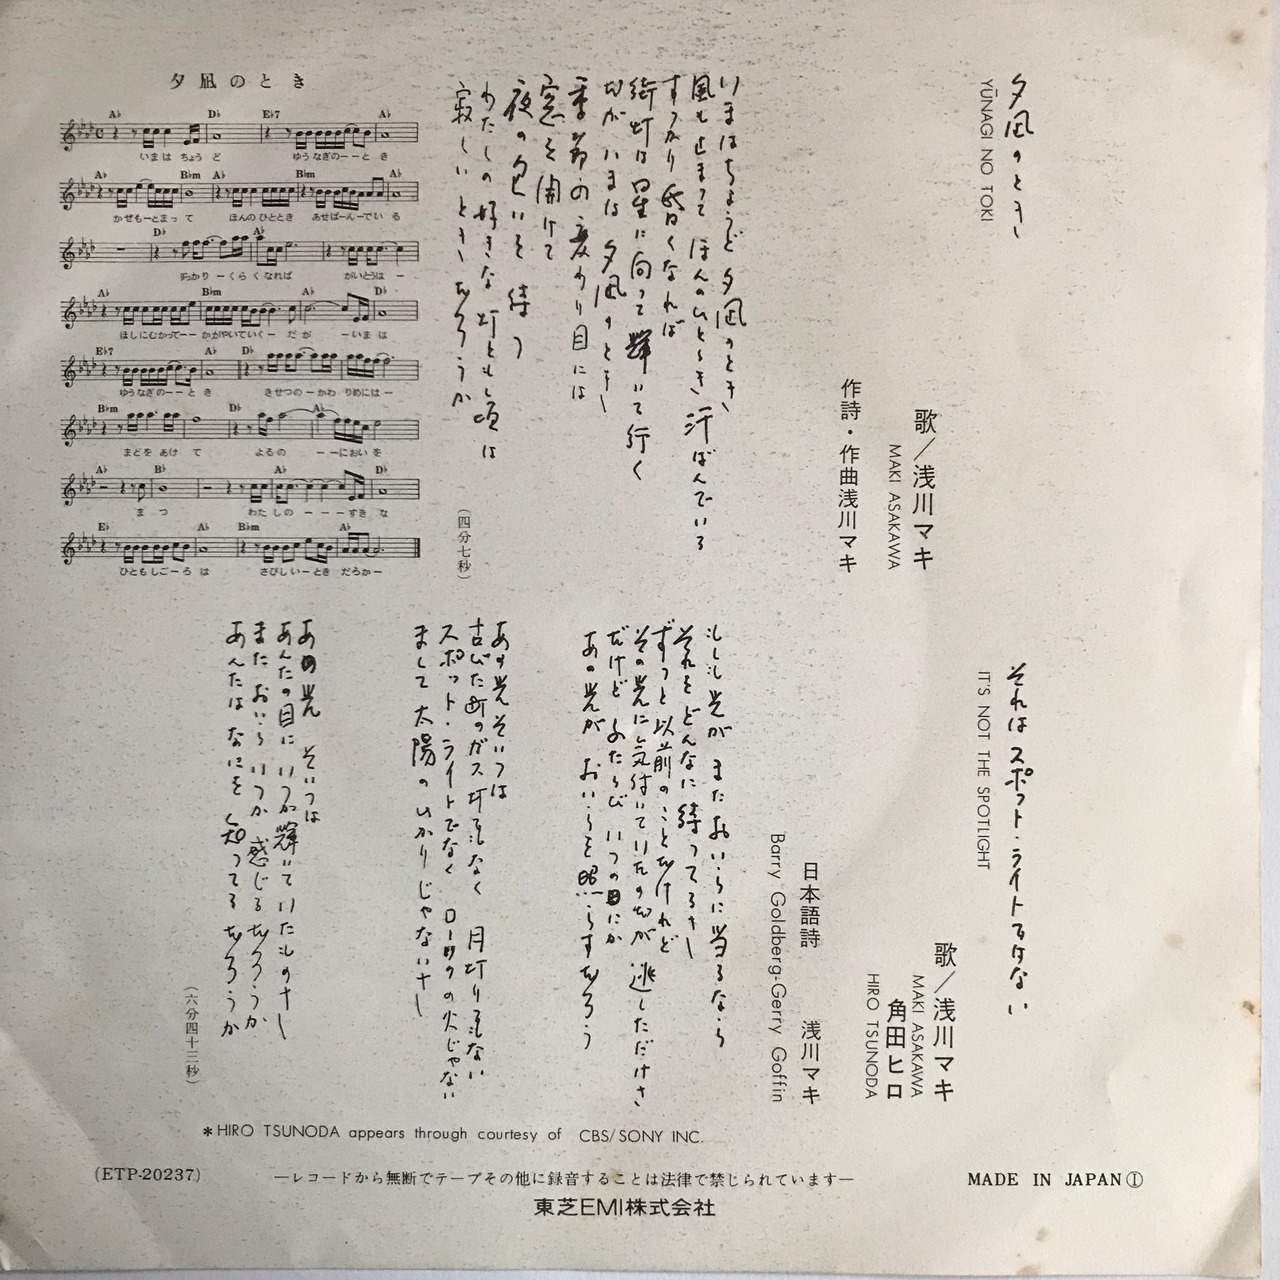 夕凪のとき
YŪNAGI NO TOKI
歌／浅川マキ
MAKI ASAKAWA
作詩・作曲浅川マキ
いまはちょうど 夕凪のとき
風も止まって ほんのひととき 汗ばんでいる
すっかり昏くなれば
街灯は星に向って 輝いて行く
だがいまは 夕凪のとき
季節の変わり目には
窓を開けて
夜の匂いを 待つ
わたしの好きな 灯ともし頃は
寂しいときだろうか
（四分七秒）
夕凪のとき
A♭ D♭ E♭7 A♭
いまは ちょう ど ゆうなぎのーーと き
A♭ B♭m A♭ B♭m A♭
かぜもーとまっ て ほんの ひととき あせばーんーでい る
D♭ A♭
すっかり ーくら く なれば がいとうは ー
A♭ B♭m A♭ D♭
ほしにむかってーー かがやいていくー だ が ーいま は
E♭7 A♭ D♭
ゆうなぎのーーと き きせつの ーかわ りめには ー
B♭m D♭ A♭
まどを あけ て よるの ーーにおい を
A♭ B♭ A♭ D♭
ま つ わた しの ーーーすき な
E♭ A♭ B♭m A♭
ひともしごーろ は さびしいーとき だろかー
それは スポット・ライトではない
IT'S NOT THE SPOTLIGHT
歌／浅川マキ
MAKI ASAKAWA
角田ヒロ
HIRO TSUNODA
日本語詩 浅川マキ
Barry Goldberg-Gerry Goffin
もしも光が またおいらに当るなら
それをどんなに 待ってるさ
ずっと以前のことだけれど
その光に気付いていたのだが 逃しただけさ
だけど ふたたび いつの日にか
あの光が おいらを照らすだろう
あの光そいつは
古びた町のガス灯でもなく 月灯りでもない
スポット・ライトでなく ローソクの火じゃない
まして 太陽のひかりじゃないさ
あの光 そいつは
あんたの目に いつか輝いていたものさ
また おいら いつか 感じるだろうか
あんたは なにを 知ってるだろうか
（六分四十三秒）
＊HIRO TSUNODA appears through courtesy of CBS/SONY INC.
(ETP-20237)
—レコードから無断でテープその他に録音することは法律で禁じられています—
MADE IN JAPAN Ⓘ
東芝EMI株式会社